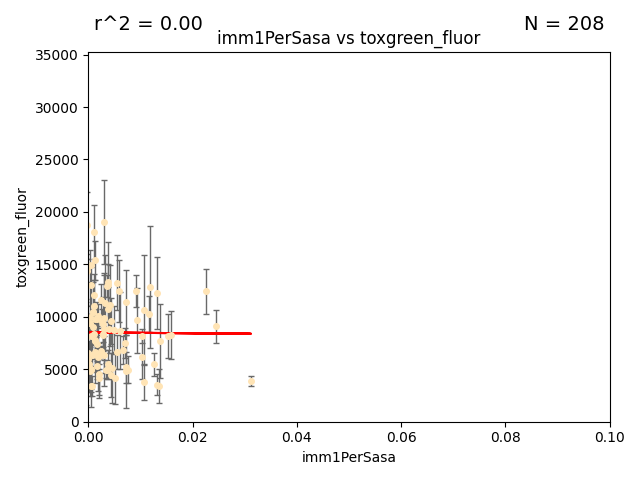 r^2 = 0.00
N = 208
imm1PerSasa vs toxgreen_fluor
35000
30000
25000
20000
15000
10000
5000
0
toxgreen_fluor
0.00
0.02
0.04
0.06
0.08
0.10
imm1PerSasa